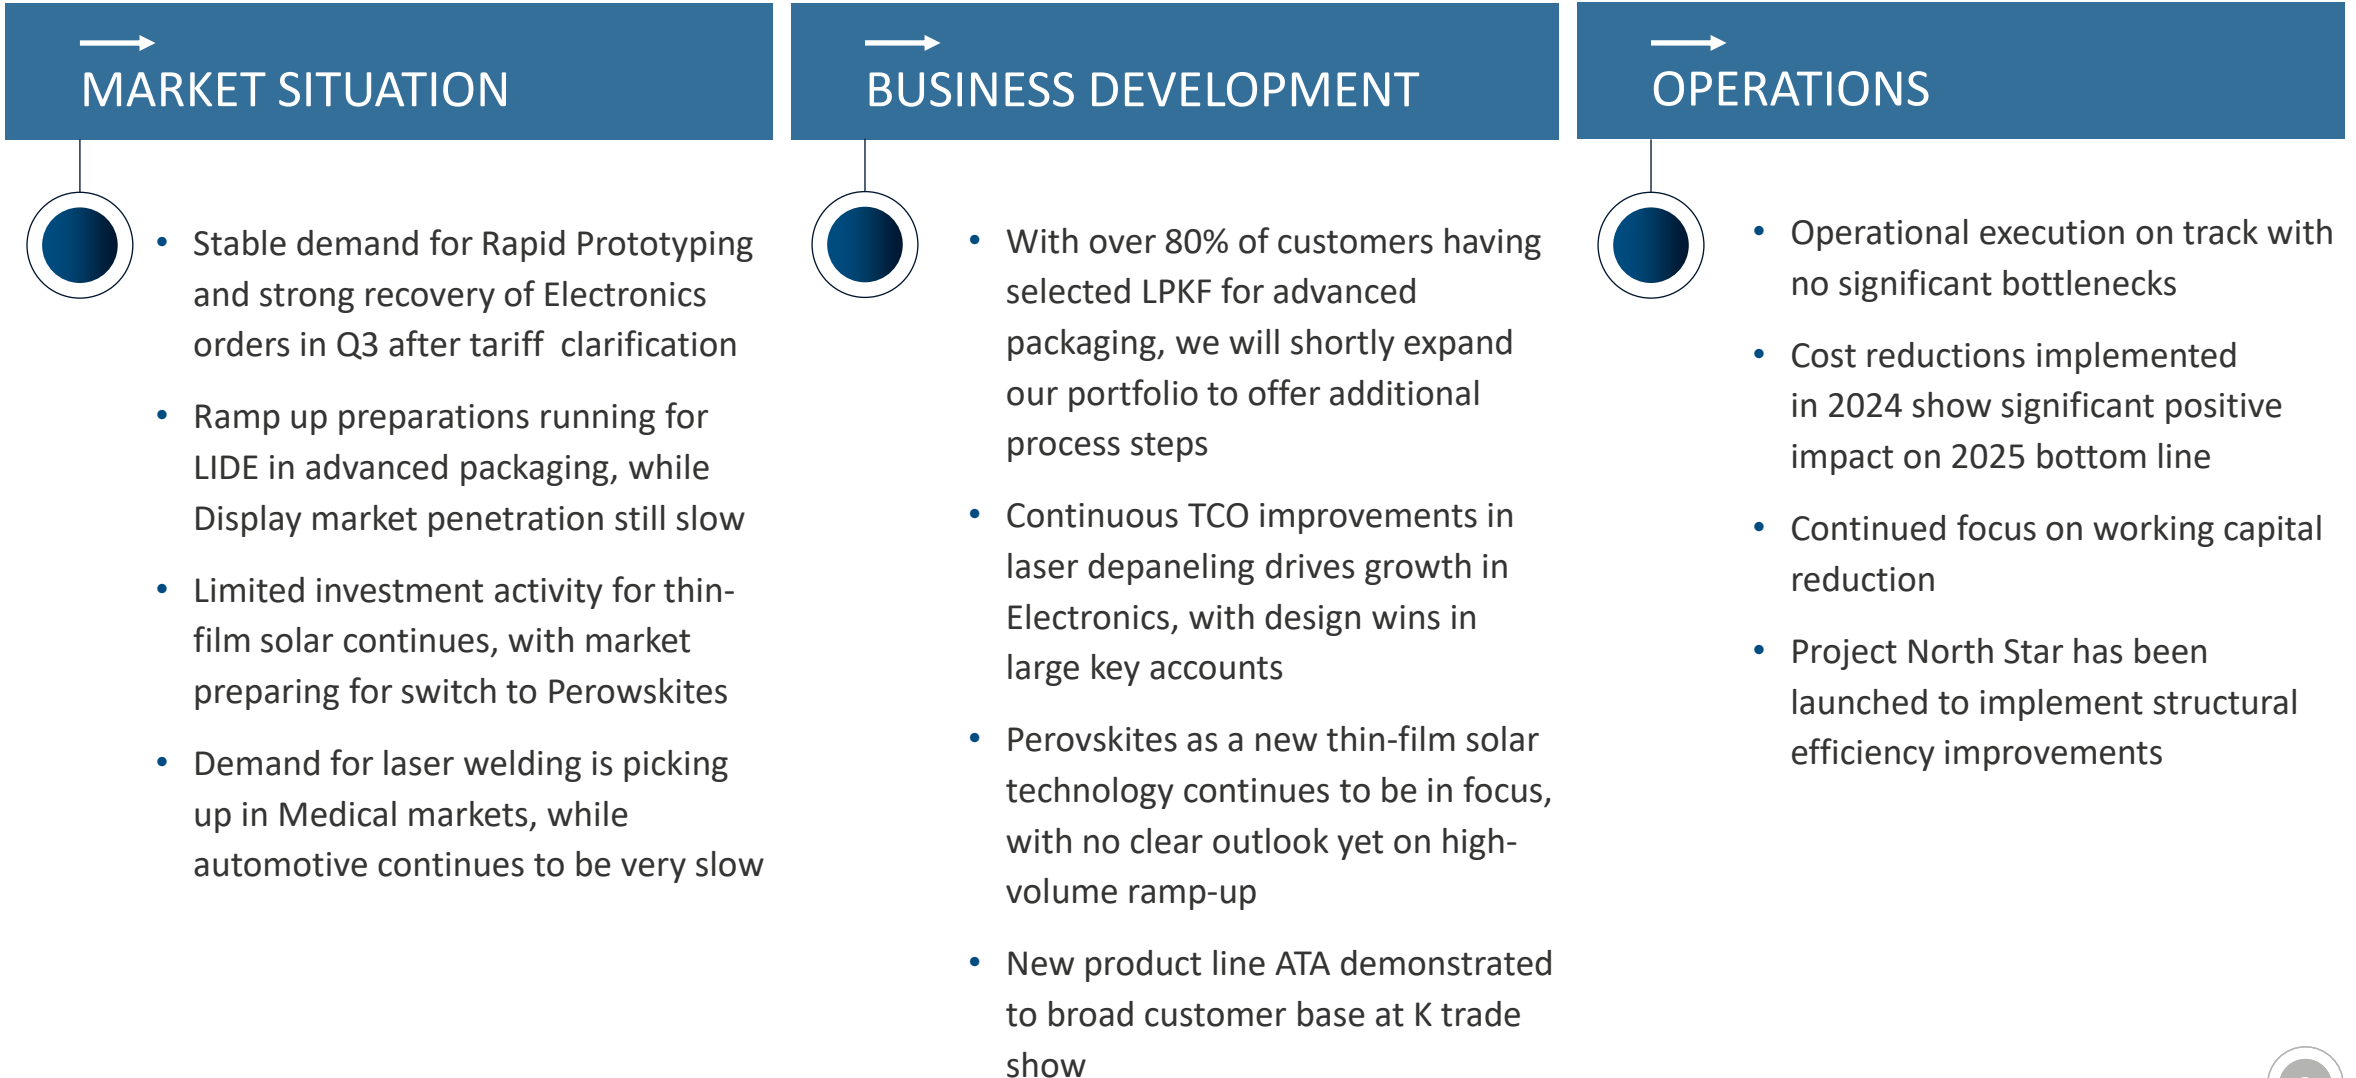 MARKET SITUATION
• Stable demand for Rapid Prototyping
and strong recovery of Electronics
orders in Q3 after tariff  clarification
• Ramp up preparations running for
LIDE in advanced packaging, while
Display market penetration still slow
• Limited investment activity for thin-
film solar continues, with market
preparing for switch to Perowskites
• Demand for laser welding is picking
up in Medical markets, while
automotive continues to be very slow
BUSINESS DEVELOPMENT
• With over 80% of customers having
selected LPKF for advanced
packaging, we will shortly expand
our portfolio to offer additional
process steps
• Continuous TCO improvements in
laser depaneling drives growth in
Electronics, with design wins in
large key accounts
• Perovskites as a new thin-film solar
technology continues to be in focus,
with no clear outlook yet on high-
volume ramp-up
• New product line ATA demonstrated
to broad customer base at K trade
show
OPERATIONS
• Operational execution on track with
no significant bottlenecks
• Cost reductions implemented
in 2024 show significant positive
impact on 2025 bottom line
• Continued focus on working capital
reduction
• Project North Star has been
launched to implement structural
efficiency improvements